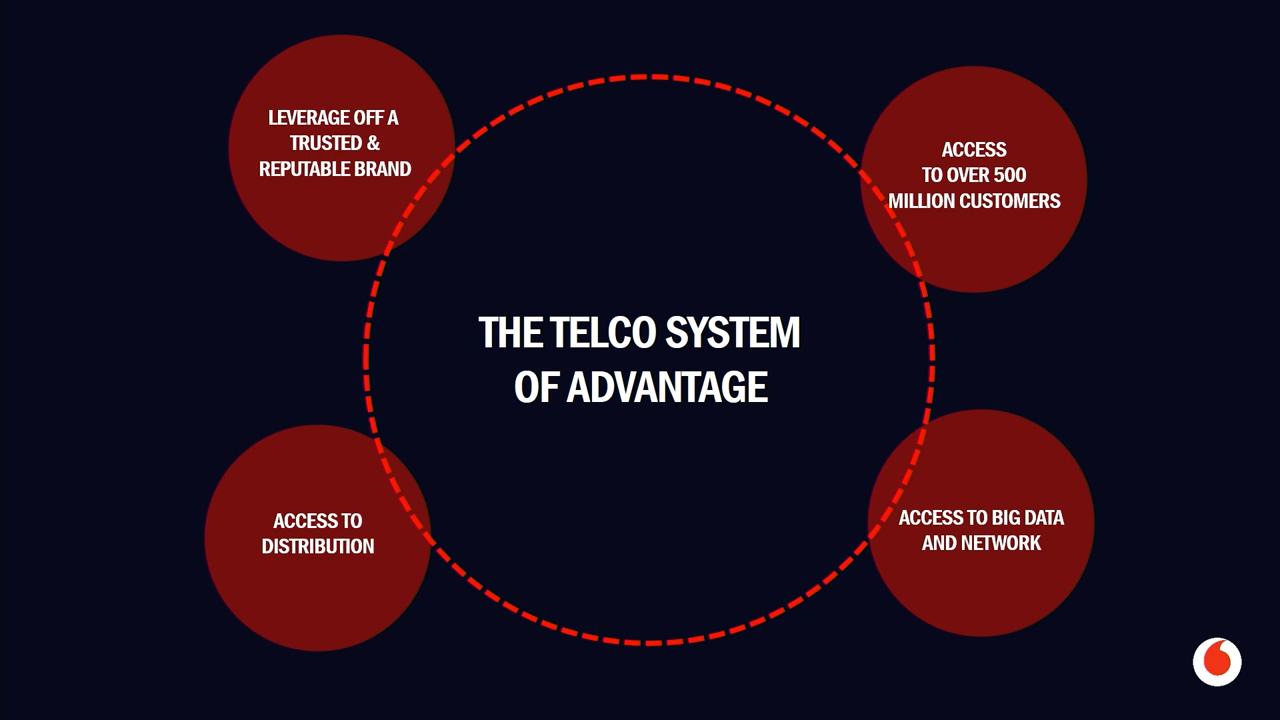 LEVERAGE OFF A
TRUSTED &
REPUTABLE BRAND
ACCESS
TO OVER 500
MILLION CUSTOMERS
THE TELCO SYSTEM
OF ADVANTAGE
ACCESS TO
DISTRIBUTION
ACCESS TO BIG DATA
AND NETWORK